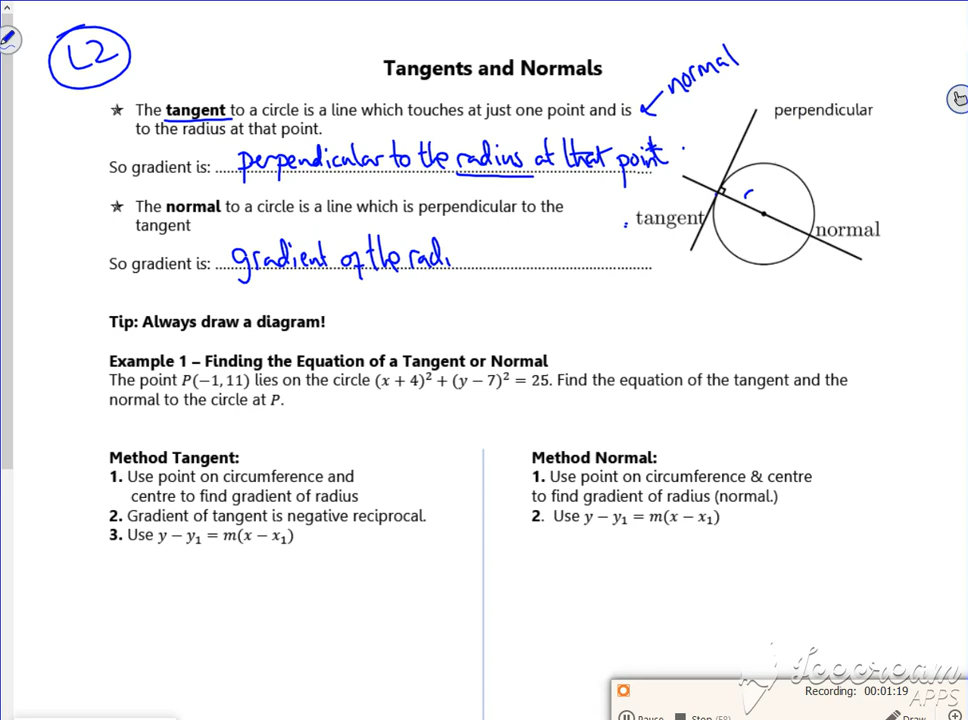 L2
Tangents and Normals
normal
★ The tangent to a circle is a line which touches at just one point and is
to the radius at that point.
perpendicular
So gradient is: perpendicular to the radius at that point.
★ The normal to a circle is a line which is perpendicular to the
tangent
tangent
normal
So gradient is: gradient of the radi
Tip: Always draw a diagram!
Example 1 – Finding the Equation of a Tangent or Normal
The point P(−1, 11) lies on the circle (x + 4)² + (y − 7)² = 25. Find the equation of the tangent and the
normal to the circle at P.
Method Tangent:
1. Use point on circumference and
centre to find gradient of radius
2. Gradient of tangent is negative reciprocal.
3. Use y − y₁ = m(x − x₁)
Method Normal:
1. Use point on circumference & centre
to find gradient of radius (normal.)
2. Use y − y₁ = m(x − x₁)
Icecream
APPS
Recording: 00:01:19
Pause
Stop (F8)
Draw